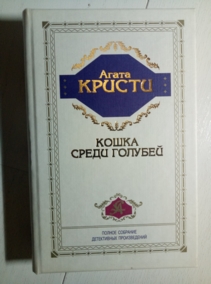 Агата
КРИСТИ
КОШКА
СРЕДИ ГОЛУБЕЙ
ПОЛНОЕ СОБРАНИЕ
ДЕТЕКТИВНЫХ ПРОИЗВЕДЕНИЙ